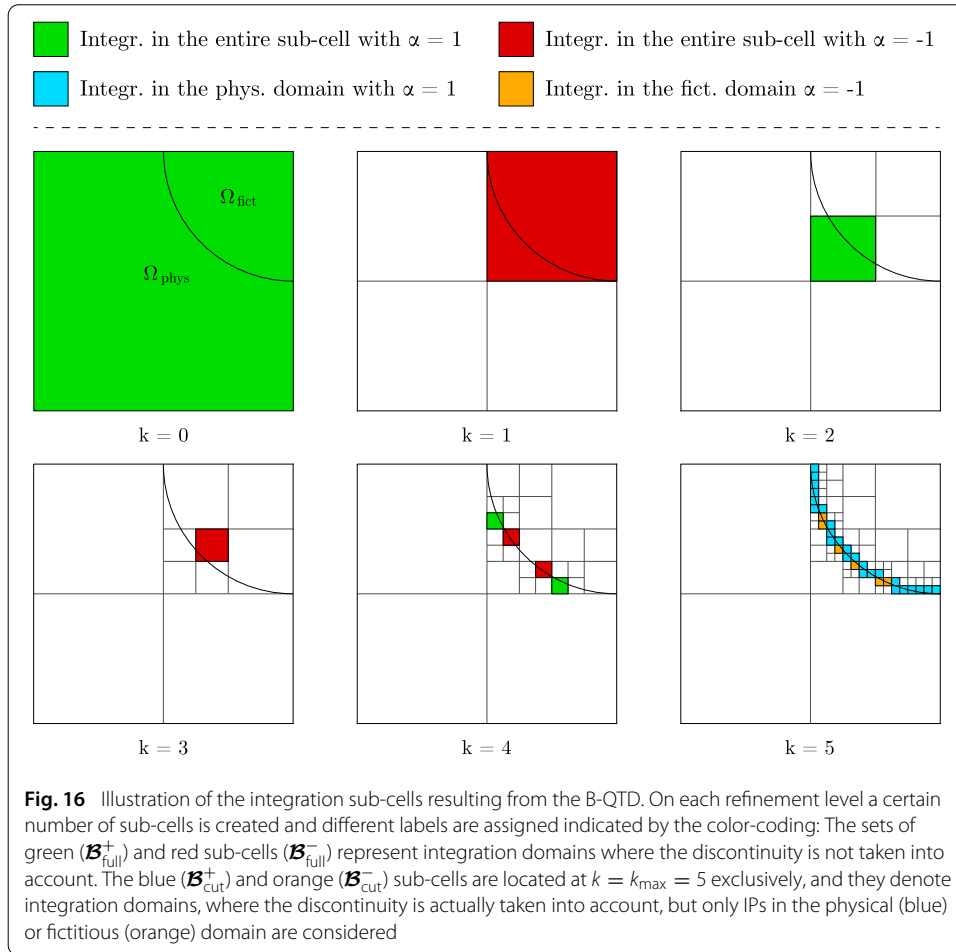 Integr. in the entire sub-cell with α = 1
Integr. in the entire sub-cell with α = -1
Integr. in the phys. domain with α = 1
Integr. in the fict. domain α = -1
Ω fict
Ω phys
k = 0
k = 1
k = 2
k = 3
k = 4
k = 5
Fig. 16 Illustration of the integration sub-cells resulting from the B-QTD. On each refinement level a certain
number of sub-cells is created and different labels are assigned indicated by the color-coding: The sets of
green (𝓑⁺full) and red sub-cells (𝓑⁻full) represent integration domains where the discontinuity is not taken into
account. The blue (𝓑⁺cut) and orange (𝓑⁻cut) sub-cells are located at k = kmax = 5 exclusively, and they denote
integration domains, where the discontinuity is actually taken into account, but only IPs in the physical (blue)
or fictitious (orange) domain are considered